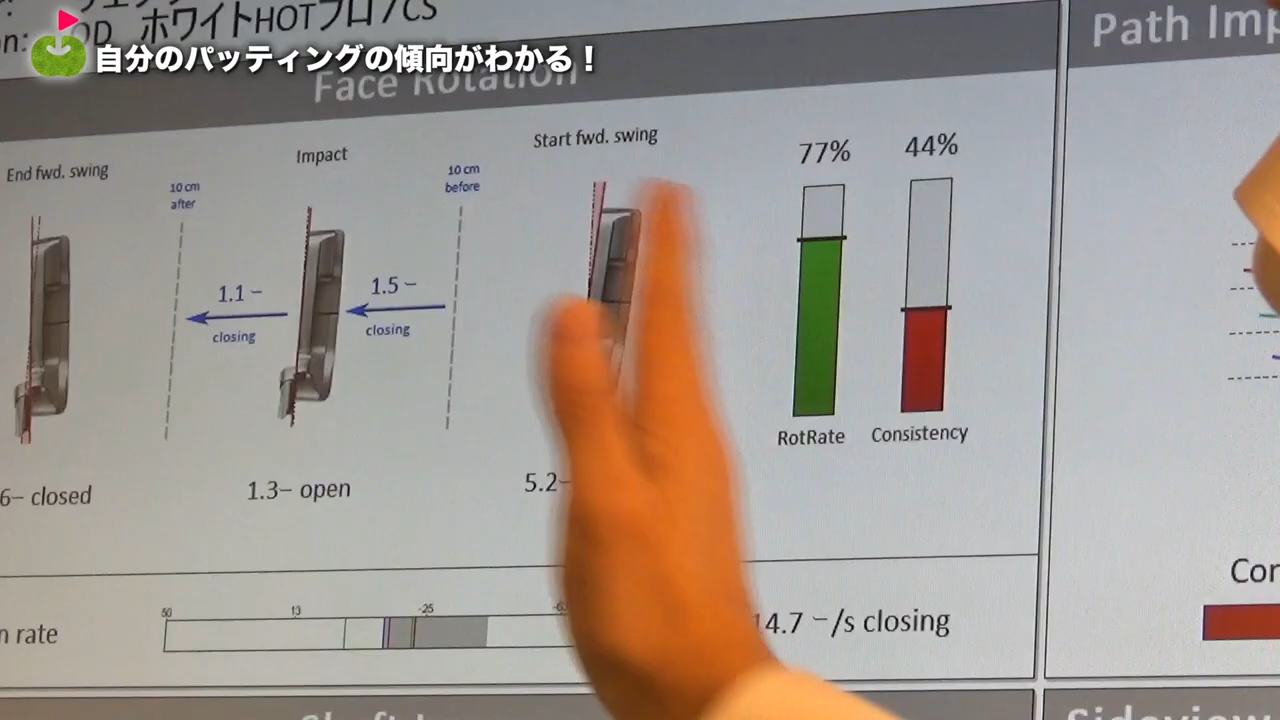 ホワイトHOTプロ7CS
自分のパッティングの傾向がわかる！
Face Rotation
Path Imp
End fwd. swing
Impact
Start fwd. swing
77%
44%
10 cm
after
10 cm
before
1.1 –
closing
1.5 –
closing
RotRate
Consistency
6– closed
1.3– open
5.2–
50
13
-25
n rate
14.7 –/s closing
Cor